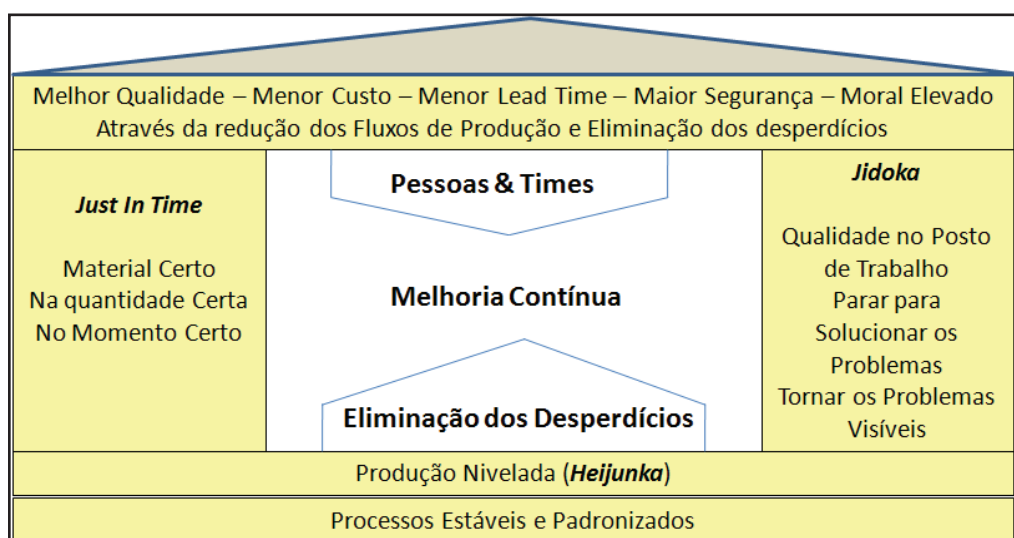 Melhor Qualidade – Menor Custo – Menor Lead Time – Maior Segurança – Moral Elevado
Através da redução dos Fluxos de Produção e Eliminação dos desperdícios
Just In Time
Material Certo
Na quantidade Certa
No Momento Certo
Pessoas & Times
Melhoria Contínua
Eliminação dos Desperdícios
Jidoka
Qualidade no Posto
de Trabalho
Parar para
Solucionar os
Problemas
Tornar os Problemas
Visíveis
Produção Nivelada (Heijunka)
Processos Estáveis e Padronizados